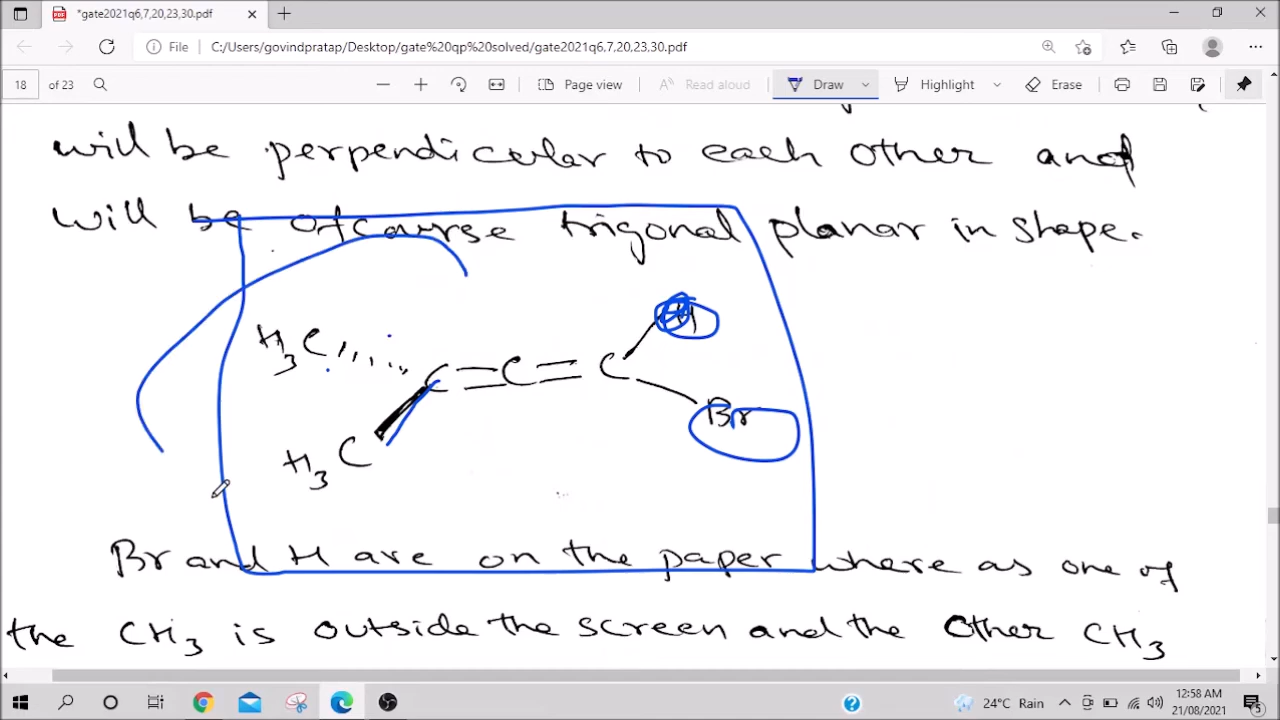 *gate2021q6,7,20,23,30.pdf
File C:/Users/govindpratap/Desktop/gate%20qp%20solved/gate2021q6,7,20,23,30.pdf
18 of 23 Page view Read aloud Draw Highlight Erase
will be perpendicular to each other and
will be ofcourse trigonal planar in shape.
H3C H
C=C=C
H3C Br
Br and H are on the paper where as one of
the CH3 is outside the screen and the Other CH3
24°C Rain 12:58 AM
21/08/2021 5